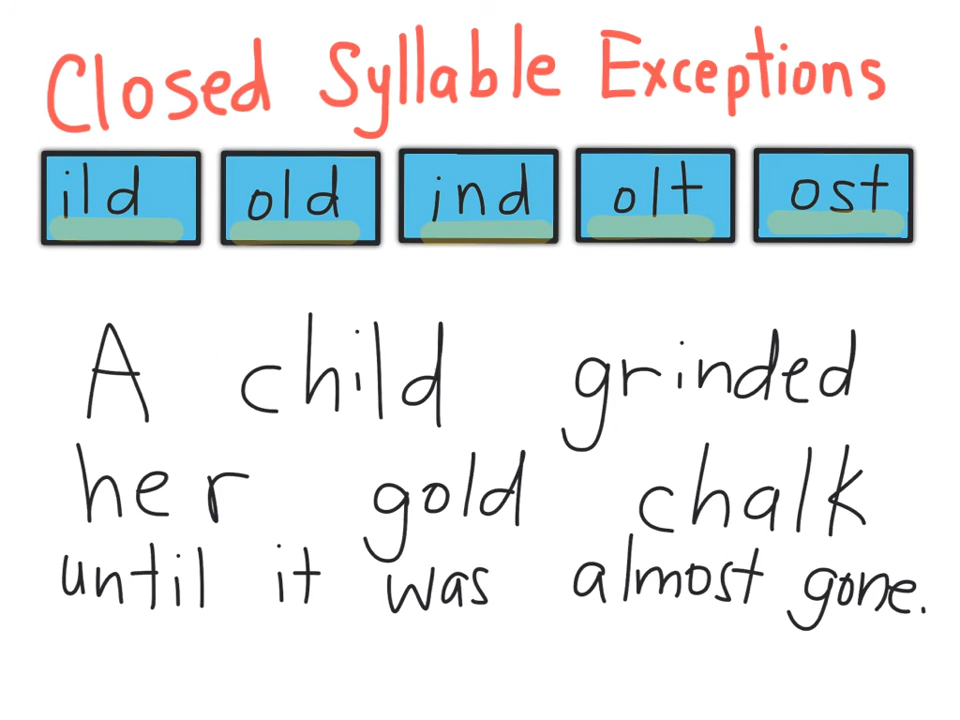 Closed Syllable Exceptions
ild old ind olt ost
A child grinded
her gold chalk
until it was almost gone.